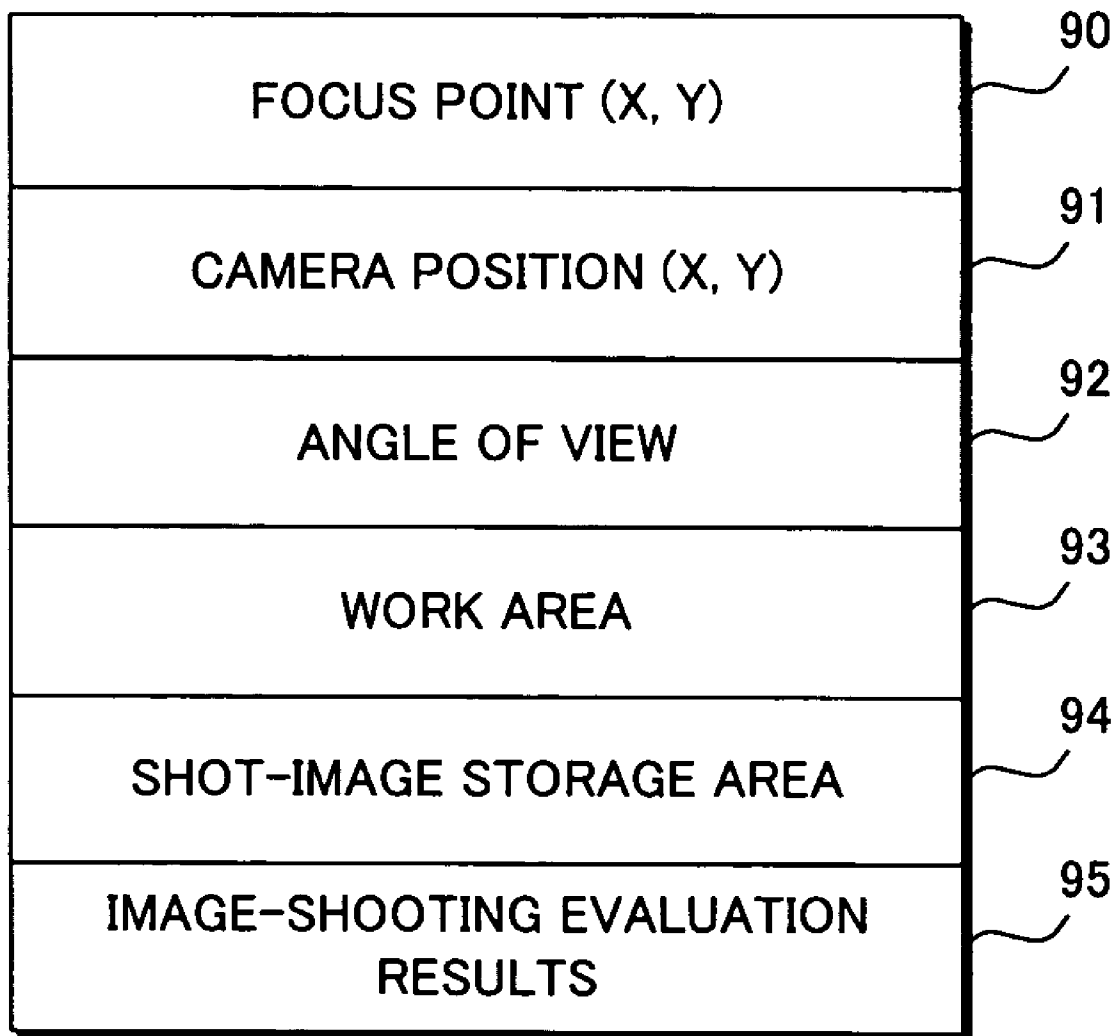 90
FOCUS POINT (X, Y)
91
CAMERA POSITION (X, Y)
92
ANGLE OF VIEW
93
WORK AREA
94
SHOT-IMAGE STORAGE AREA
95
IMAGE-SHOOTING EVALUATION
RESULTS